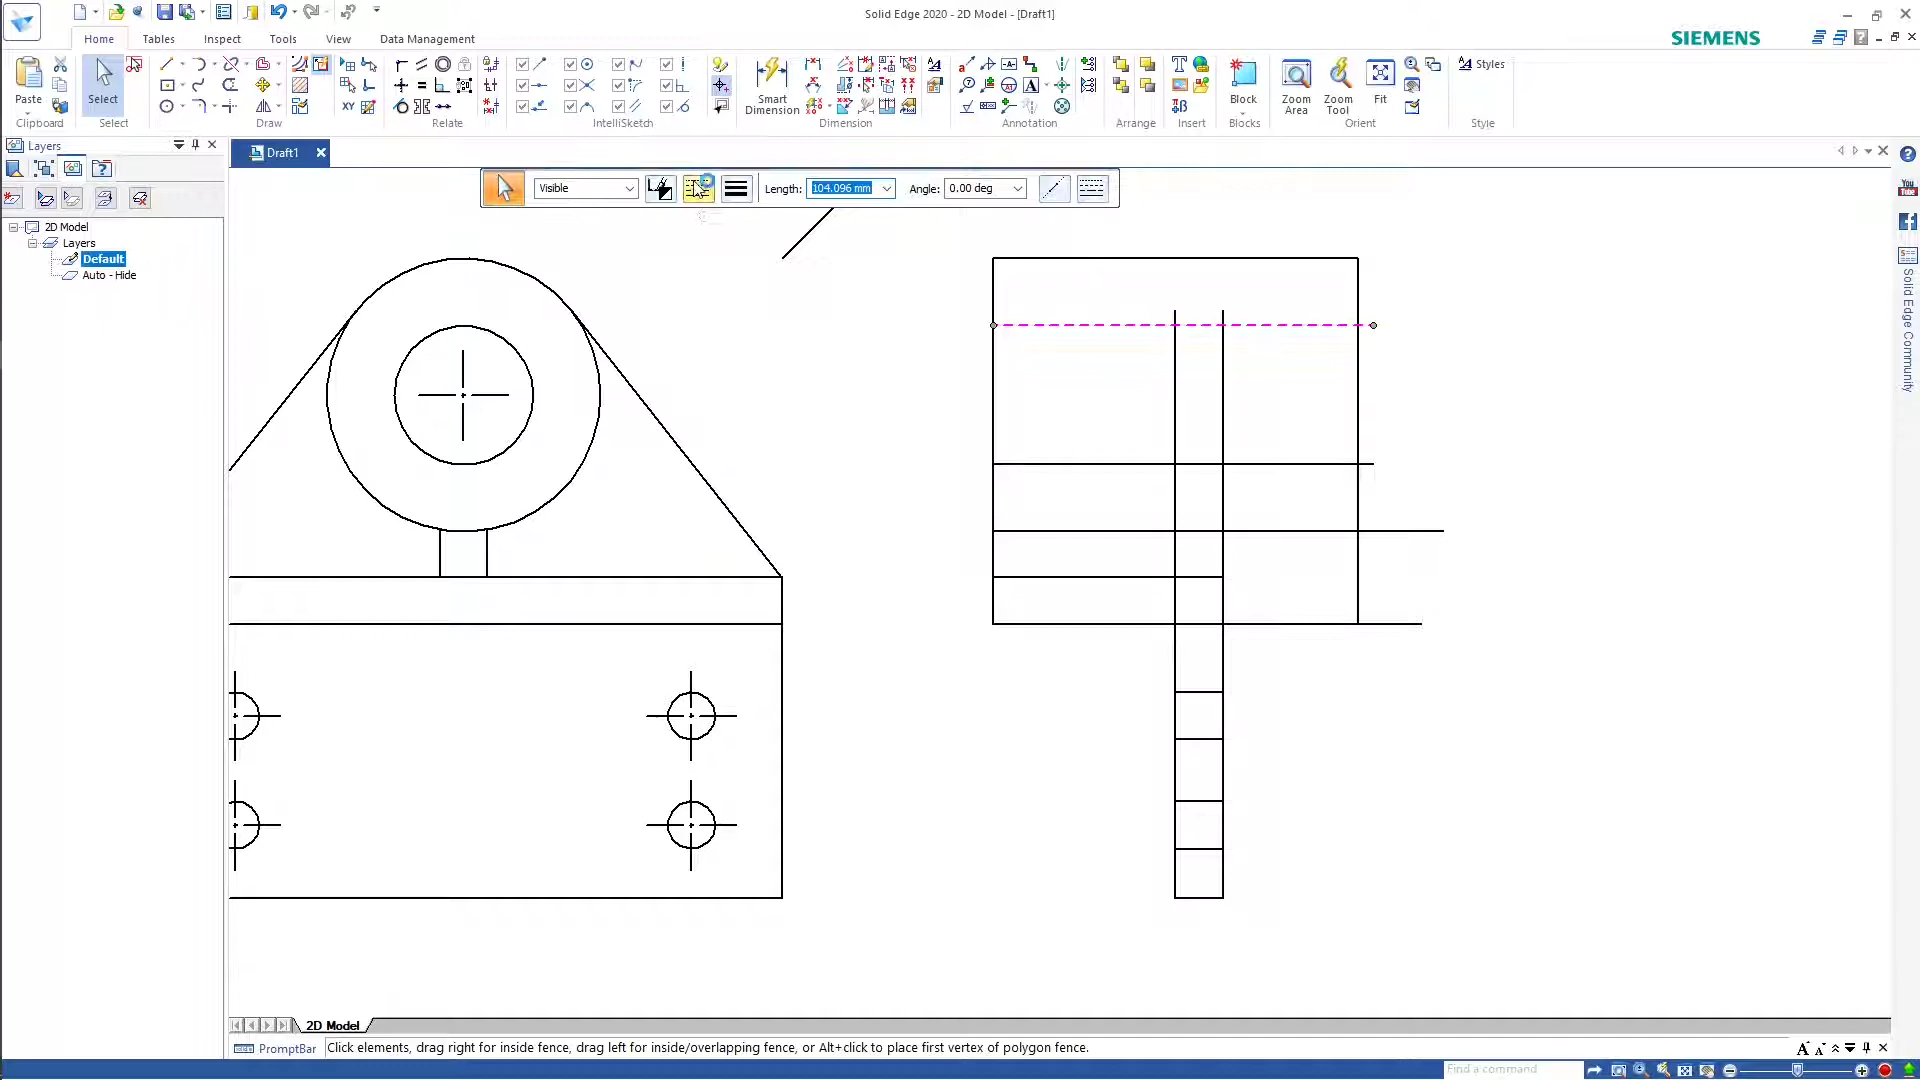 Solid Edge 2020 - 2D Model - [Draft1]
Home Tables Inspect Tools View Data Management
SIEMENS
Paste
Select
Smart Dimension
Block
Zoom Area
Zoom Tool
Fit
Styles
Clipboard Select Draw Relate IntelliSketch Dimension Annotation Arrange Insert Blocks Orient Style
Layers
Draft1
Visible
Length: 104.096 mm Angle: 0.00 deg
2D Model
Layers
Default
Auto - Hide
You Tube
Solid Edge Community
2D Model
PromptBar Click elements, drag right for inside fence, drag left for inside/overlapping fence, or Alt+click to place first vertex of polygon fence.
Find a command